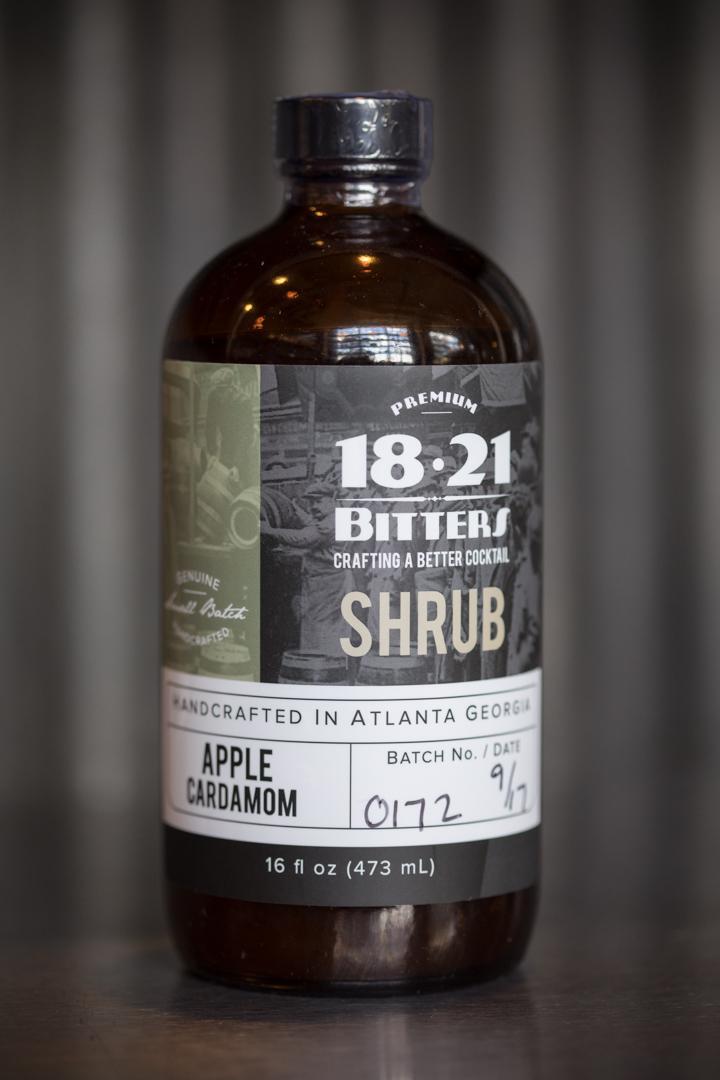 PREMIUM
18·21
BITTERS
CRAFTING A BETTER COCKTAIL
SHRUB
GENUINE
Small Batch
HANDCRAFTED
HANDCRAFTED IN ATLANTA GEORGIA
APPLE
CARDAMOM
BATCH No. / DATE
0172 9/17
16 fl oz (473 mL)